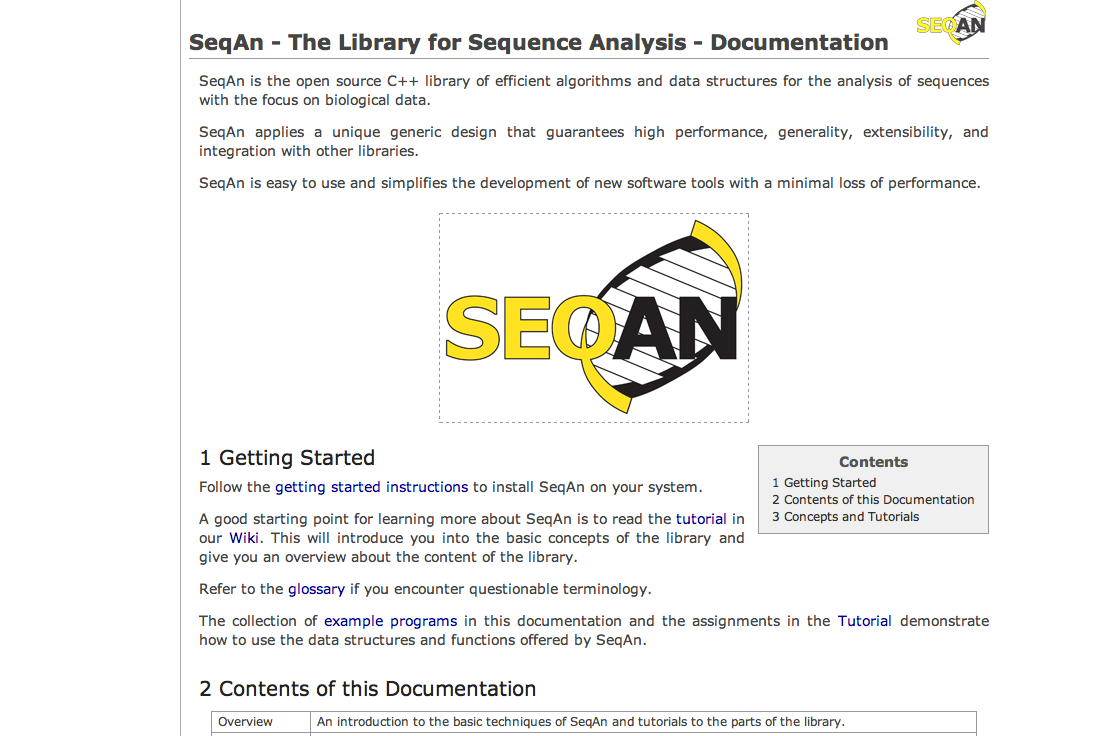 SEQAN
SeqAn - The Library for Sequence Analysis - Documentation
SeqAn is the open source C++ library of efficient algorithms and data structures for the analysis of sequences
with the focus on biological data.
SeqAn applies a unique generic design that guarantees high performance, generality, extensibility, and
integration with other libraries.
SeqAn is easy to use and simplifies the development of new software tools with a minimal loss of performance.
SEQAN
1 Getting Started
Follow the getting started instructions to install SeqAn on your system.
A good starting point for learning more about SeqAn is to read the tutorial in
our Wiki. This will introduce you into the basic concepts of the library and
give you an overview about the content of the library.
Contents
1 Getting Started
2 Contents of this Documentation
3 Concepts and Tutorials
Refer to the glossary if you encounter questionable terminology.
The collection of example programs in this documentation and the assignments in the Tutorial demonstrate
how to use the data structures and functions offered by SeqAn.
2 Contents of this Documentation
Overview An introduction to the basic techniques of SeqAn and tutorials to the parts of the library.